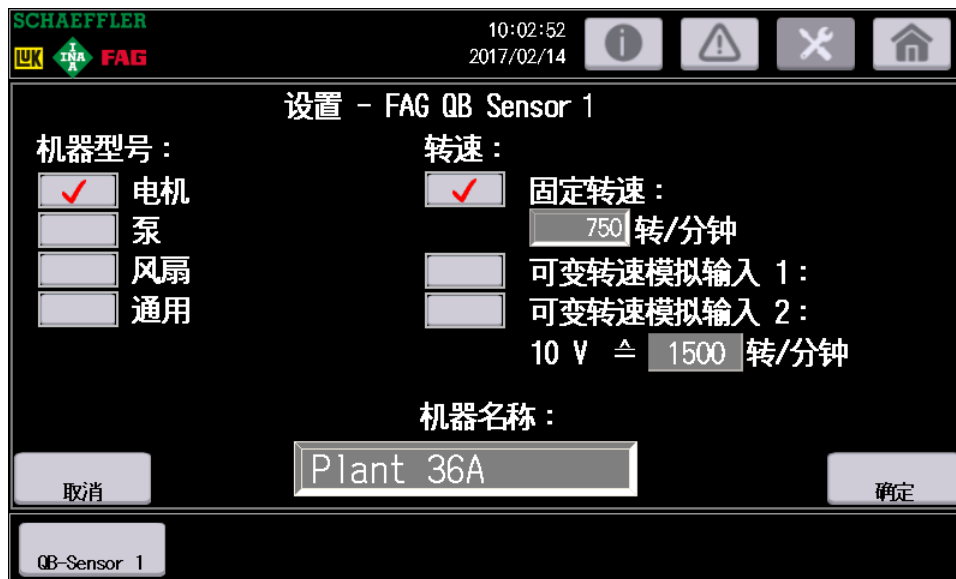 SCHAEFFLER
LUK INA FAG
10:02:52
2017/02/14
设置 - FAG QB Sensor 1
机器型号：
转速：
电机
固定转速：
泵
750 转/分钟
风扇
可变转速模拟输入 1：
通用
可变转速模拟输入 2：
10 V ≙ 1500 转/分钟
机器名称：
Plant 36A
取消
确定
QB-Sensor 1